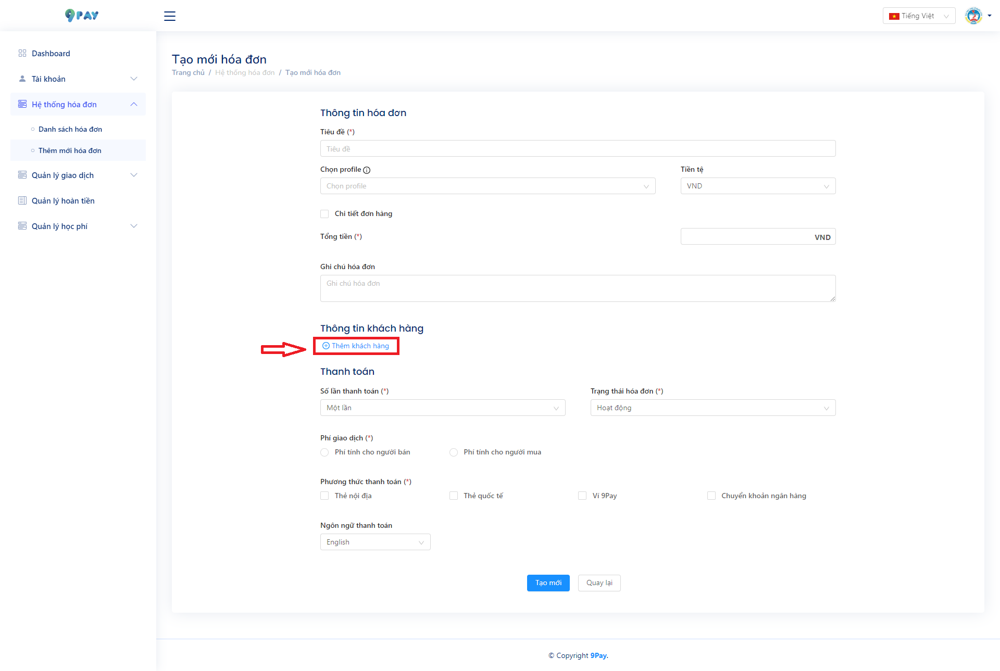 9PAY
Tiếng Việt
Dashboard
Tài khoản
Hệ thống hóa đơn
Danh sách hóa đơn
Thêm mới hóa đơn
Quản lý giao dịch
Quản lý hoàn tiền
Quản lý học phí
Tạo mới hóa đơn
Trang chủ / Hệ thống hóa đơn / Tạo mới hóa đơn
Thông tin hóa đơn
Tiêu đề (*)
Tiêu đề
Chọn profile
Tiền tệ
Chọn profile
VND
Chi tiết đơn hàng
Tổng tiền (*)
VND
Ghi chú hóa đơn
Ghi chú hóa đơn
Thông tin khách hàng
Thêm khách hàng
Thanh toán
Số lần thanh toán (*)
Trạng thái hóa đơn (*)
Một lần
Hoạt động
Phí giao dịch (*)
Phí tính cho người bán
Phí tính cho người mua
Phương thức thanh toán (*)
Thẻ nội địa
Thẻ quốc tế
Ví 9Pay
Chuyển khoản ngân hàng
Ngôn ngữ thanh toán
English
Tạo mới
Quay lại
© Copyright 9Pay.